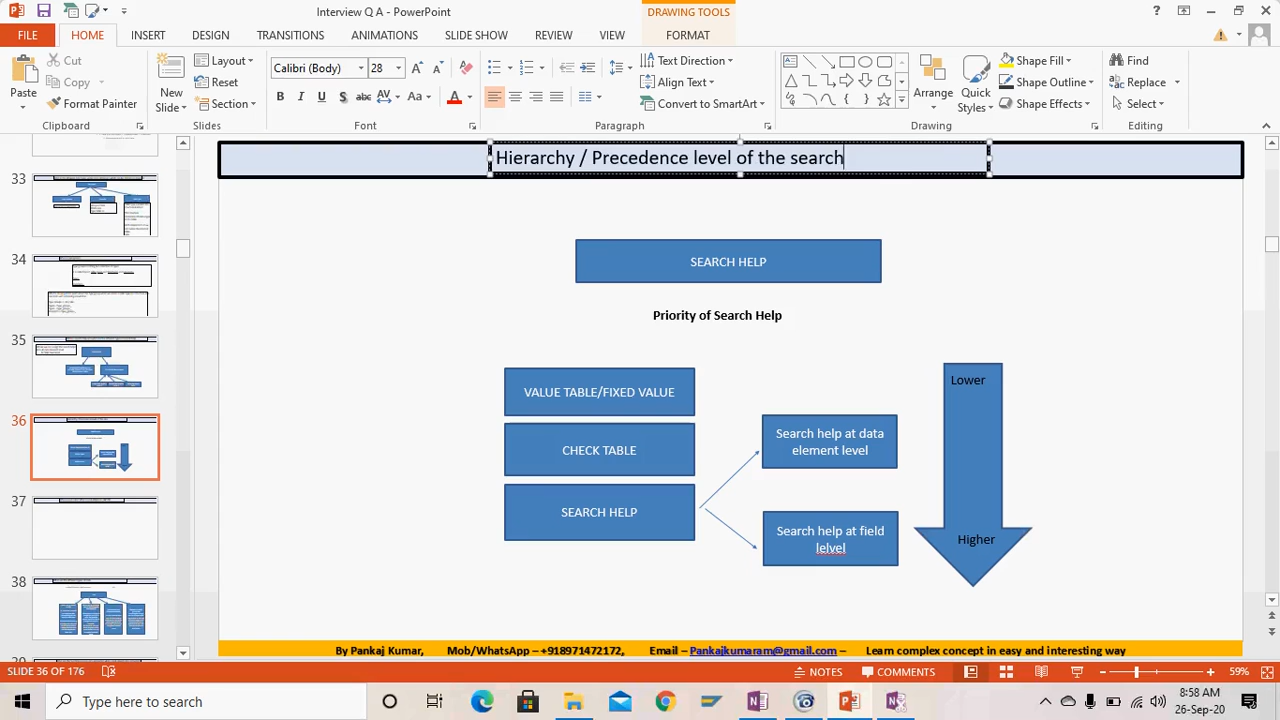 Interview Q A - PowerPoint
DRAWING TOOLS
?
FILE
HOME
INSERT
DESIGN
TRANSITIONS
ANIMATIONS
SLIDE SHOW
REVIEW
VIEW
FORMAT
Paste
Cut
Copy
Format Painter
Clipboard
New
Slide
Layout
Reset
Section
Slides
Calibri (Body)
28
B I U S abc AV Aa A
Font
Text Direction
Align Text
Convert to SmartArt
Paragraph
Arrange
Quick
Styles
Shape Fill
Shape Outline
Shape Effects
Drawing
Find
Replace
Select
Editing
33
34
35
36
37
38
Hierarchy / Precedence level of the search
SEARCH HELP
Priority of Search Help
VALUE TABLE/FIXED VALUE
CHECK TABLE
SEARCH HELP
Search help at data
element level
Search help at field
lelvel
Lower
Higher
By Pankaj Kumar, Mob/WhatsApp – +918971472172, Email – Pankajkumaram@gmail.com – Learn complex concept in easy and interesting way
SLIDE 36 OF 176
NOTES
COMMENTS
59%
Type here to search
8:58 AM
26-Sep-20